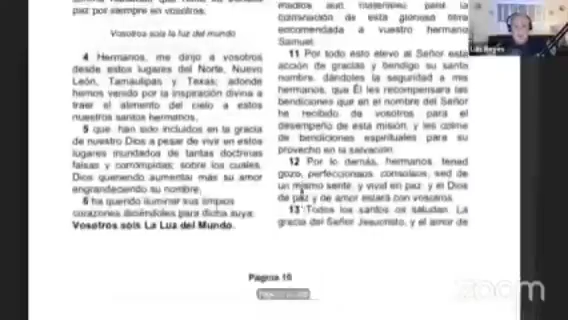 paz por siempre en vosotros.
Vosotros sois la luz del mundo
4 Hermanos, me dirijo a vosotros
desde estos lugares del Norte, Nuevo
León, Tamaulipas y Texas; adonde
hemos venido por la inspiración divina a
traer el alimento del cielo a estos
nuestros santos hermanos,
5 que han sido incluidos en la gracia
de nuestro Dios a pesar de vivir en estos
lugares inundados de tantas doctrinas
falsas y corrompidas; sobre los cuales,
Dios queriendo aumentar más su amor
engrandeciendo su nombre,
6 ha querido iluminar sus limpios
corazones diciéndoles para dicha suya:
Vosotros sois La Luz del Mundo.
medios para la
de esta gloriosa obra
encomendada a vuestro hermano
Samuel.
11 Por todo esto elevo al Señor esta
acción de gracias y bendigo su santo
nombre, dándoles la seguridad a mis
hermanos, que Él les recompensará las
bendiciones que en el nombre del Señor
he recibido de vosotros para el
desempeño de esta misión, y les colme
de bendiciones espirituales para su
provecho en la salvación.
12 Por lo demás, hermanos, tened
gozo, perfeccionaos, consolaos, sed de
un mismo sentir, y vivid en paz; y el Dios
de paz y de amor estará con vosotros.
13 Todos los santos os saludan. La
gracia del Señor Jesucristo, y el amor de
Página 16
Luis Reyes
zoom